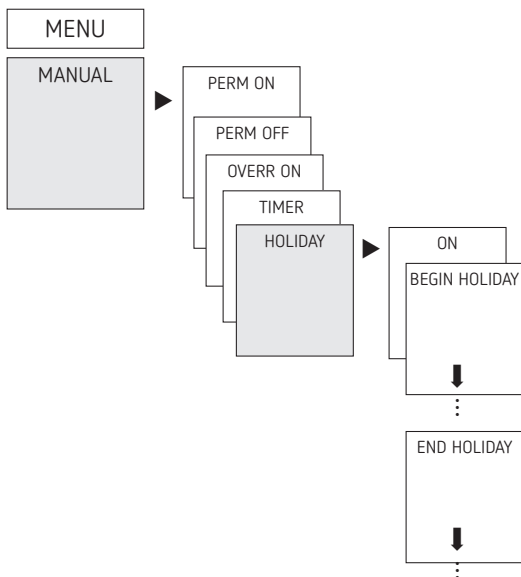 MENU
MANUAL
PERM ON
PERM OFF
OVERR ON
TIMER
HOLIDAY
ON
BEGIN HOLIDAY
END HOLIDAY